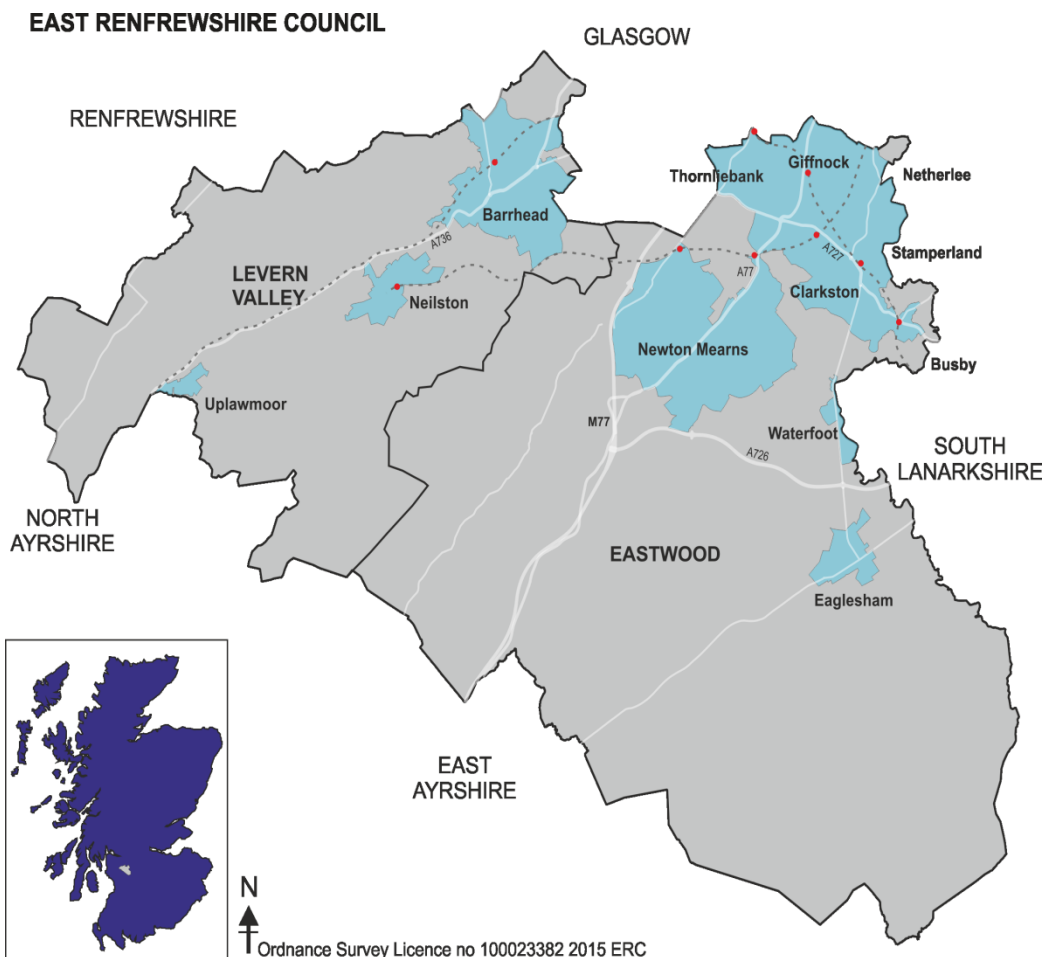 EAST RENFREWSHIRE COUNCIL
GLASGOW
RENFREWSHIRE
Giffnock
Thornliebank
Netherlee
Barrhead
A736
Stamperland
A727
A77
LEVERN
VALLEY
Clarkston
Neilston
Newton Mearns
Busby
Uplawmoor
M77
Waterfoot
A726
SOUTH
LANARKSHIRE
NORTH
AYRSHIRE
EASTWOOD
Eaglesham
EAST
AYRSHIRE
N
Ordnance Survey Licence no 100023382 2015 ERC